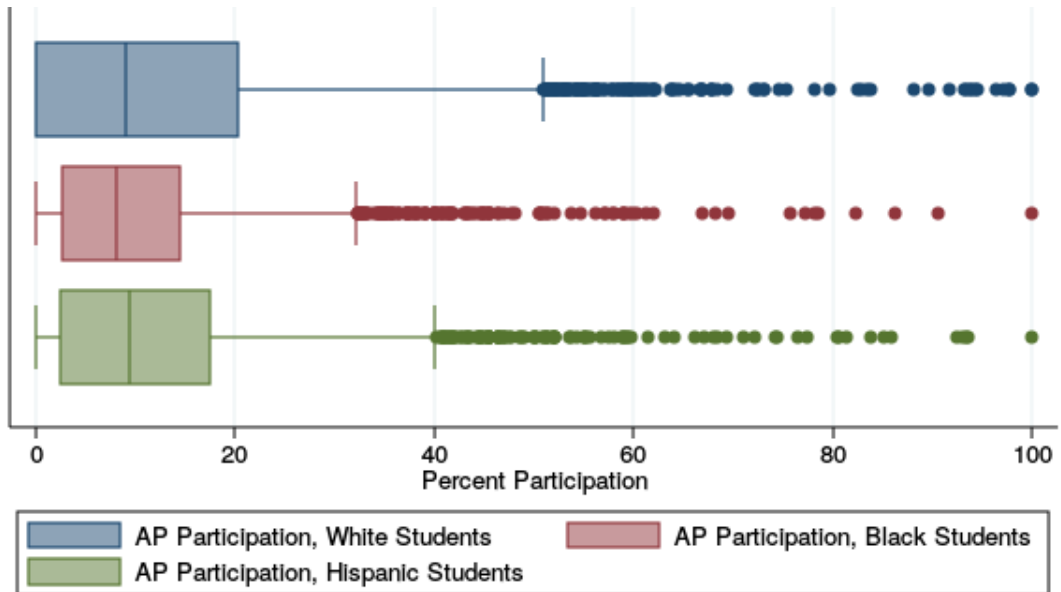 0 20 40 60 80 100
Percent Participation
AP Participation, White Students
AP Participation, Black Students
AP Participation, Hispanic Students